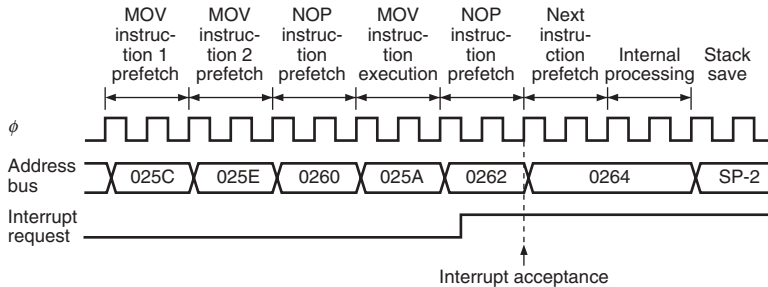 MOV instruc- tion 1 prefetch
MOV instruc- tion 2 prefetch
NOP instruc- tion prefetch
MOV instruc- tion execution
NOP instruc- tion prefetch
Next instru- ction prefetch
Internal processing
Stack save
ϕ
Address bus
025C 025E 0260 025A 0262 0264 SP-2
Interrupt request
Interrupt acceptance